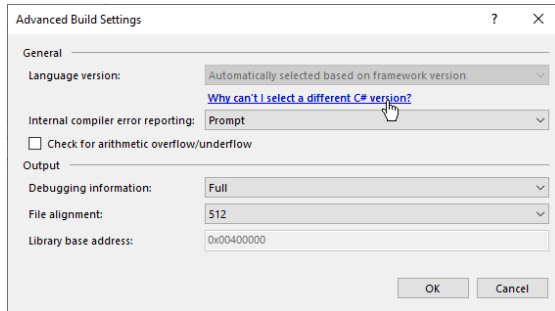 Advanced Build Settings
General
Language version: Automatically selected based on framework version
Why can't I select a different C# version?
Internal compiler error reporting: Prompt
Check for arithmetic overflow/underflow
Output
Debugging information: Full
File alignment: 512
Library base address: 0x00400000
OK Cancel